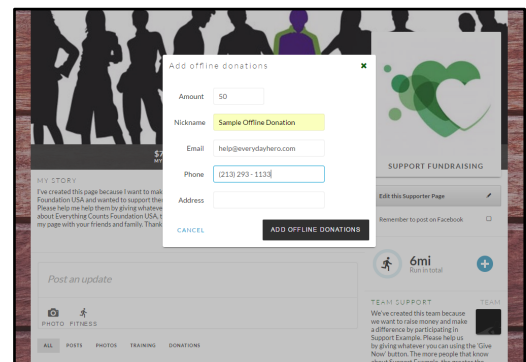 Add offline donations
Amount 50
Nickname Sample Offline Donation
Email help@everydayhero.com
Phone (213) 293 - 1133
Address
CANCEL ADD OFFLINE DONATIONS
MY STORY
I've created this page because I want to mak
Foundation USA and wanted to support the
Please help me help them by giving whateve
about Everything Counts Foundation USA, t
my page with your friends and family. Thank
Post an update
PHOTO FITNESS
ALL POSTS PHOTOS TRAINING DONATIONS
SUPPORT FUNDRAISING
Edit this Supporter Page
Remember to post on Facebook
6mi
Run in total
TEAM SUPPORT TEAM
We've created this team because
we want to raise money and make
a difference by participating in
Support Example. Please help us
by giving whatever you can using the 'Give
Now' button. The more people that know